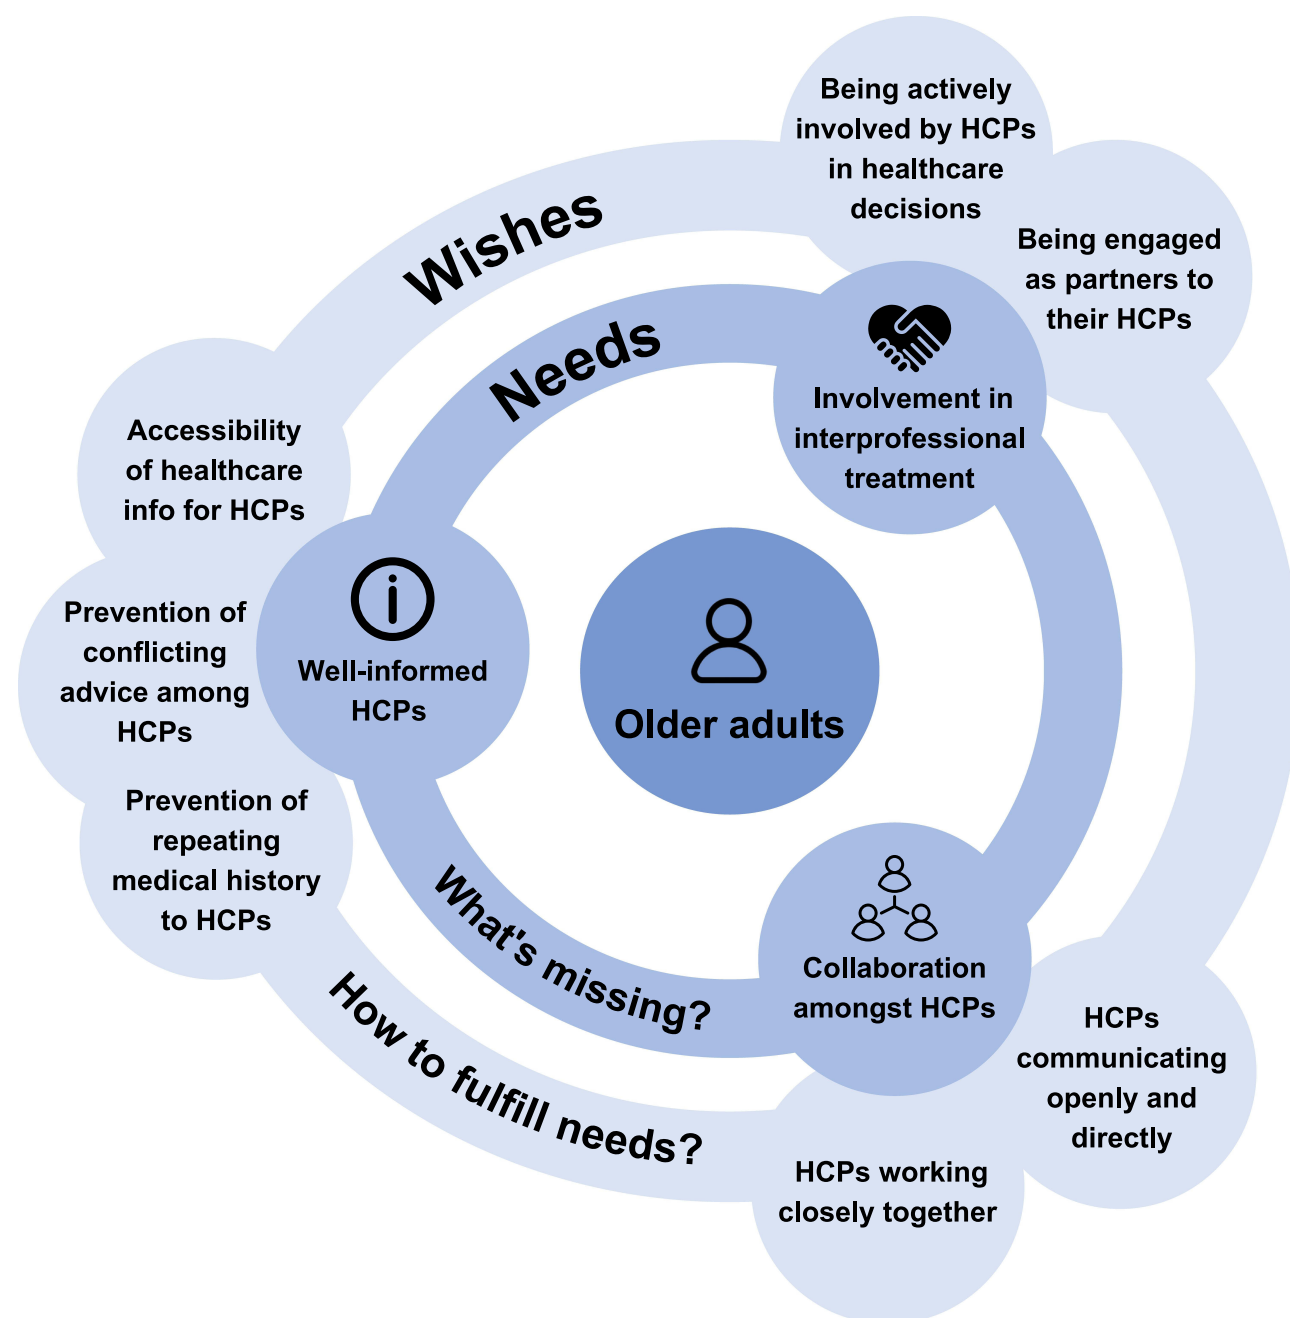 Being actively
involved by HCPs
in healthcare
decisions
Being engaged
as partners to
their HCPs
Wishes
Needs
Involvement in
interprofessional
treatment
Accessibility
of healthcare
info for HCPs
Prevention of
conflicting
advice among
HCPs
Well-informed
HCPs
Older adults
Prevention of
repeating
medical history
to HCPs
What's missing?
How to fulfill needs?
Collaboration
amongst HCPs
HCPs
communicating
openly and
directly
HCPs working
closely together